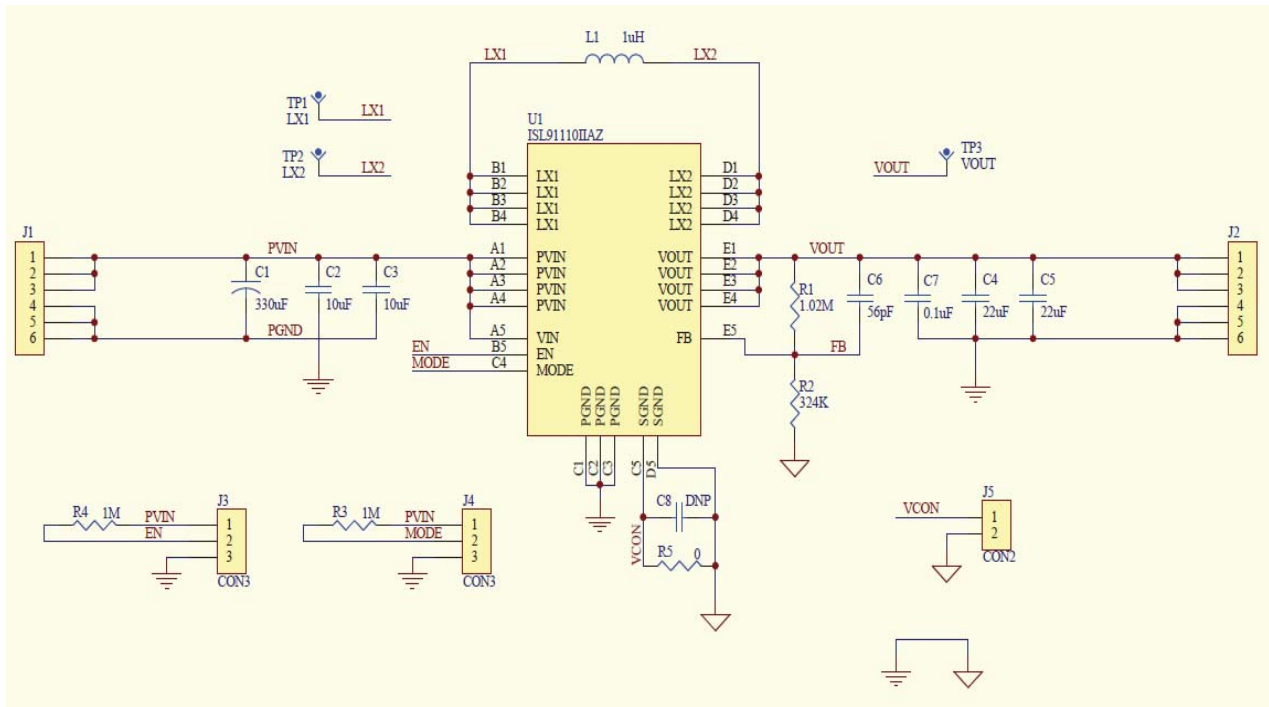 L1 1uH
LX1 LX2
TP1
LX1
LX1
TP2
LX2
LX2
U1
ISL91110IIAZ
TP3
VOUT
VOUT
B1 LX1 LX2 D1
B2 LX1 LX2 D2
B3 LX1 LX2 D3
B4 LX1 LX2 D4
J1
1
2
3
4
5
6
PVIN
C1
330uF
C2
10uF
C3
10uF
PGND
A1 PVIN VOUT E1
A2 PVIN VOUT E2
A3 PVIN VOUT E3
A4 PVIN VOUT E4
A5 VIN FB E5
EN B5 EN
MODE C4 MODE
VOUT
R1
1.02M
C6
56pF
C7
0.1uF
C4
22uF
C5
22uF
FB
R2
324K
J2
1
2
3
4
5
6
PGND
PGND
PGND
SGND
SGND
C1
C2
C3
C5
D5
C8 DNP
VCON
R5 0
R4 1M
PVIN
EN
J3
1
2
3
CON3
R3 1M
PVIN
MODE
J4
1
2
3
CON3
VCON
J5
1
2
CON2